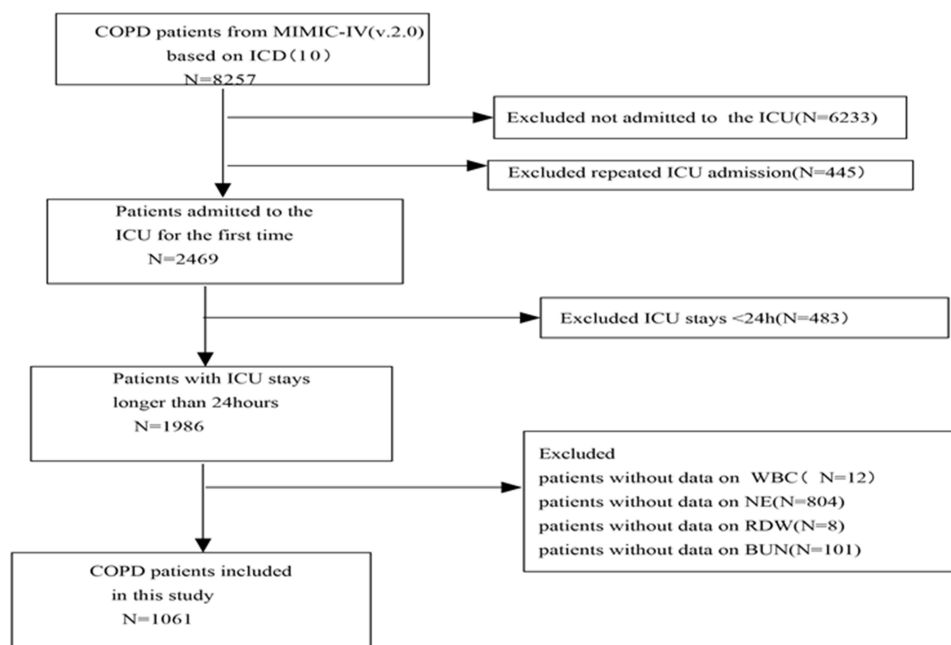 COPD patients from MIMIC-IV(v.2.0)
based on ICD(10)
N=8257
Excluded not admitted to the ICU(N=6233)
Excluded repeated ICU admission(N=445)
Patients admitted to the
ICU for the first time
N=2469
Excluded ICU stays <24h(N=483)
Patients with ICU stays
longer than 24hours
N=1986
Excluded
patients without data on WBC( N=12)
patients without data on NE(N=804)
patients without data on RDW(N=8)
patients without data on BUN(N=101)
COPD patients included
in this study
N=1061